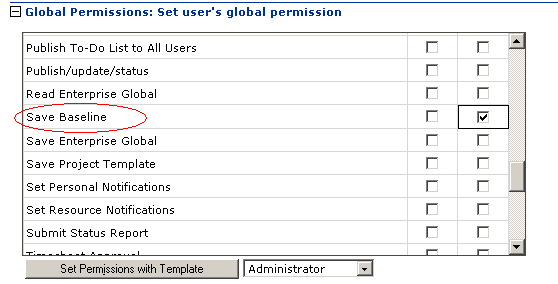 Global Permissions: Set user's global permission
Publish To-Do List to All Users
Publish/update/status
Read Enterprise Global
Save Baseline
Save Enterprise Global
Save Project Template
Set Personal Notifications
Set Resource Notifications
Submit Status Report
Timesheet Approval
Set Permissions with Template
Administrator